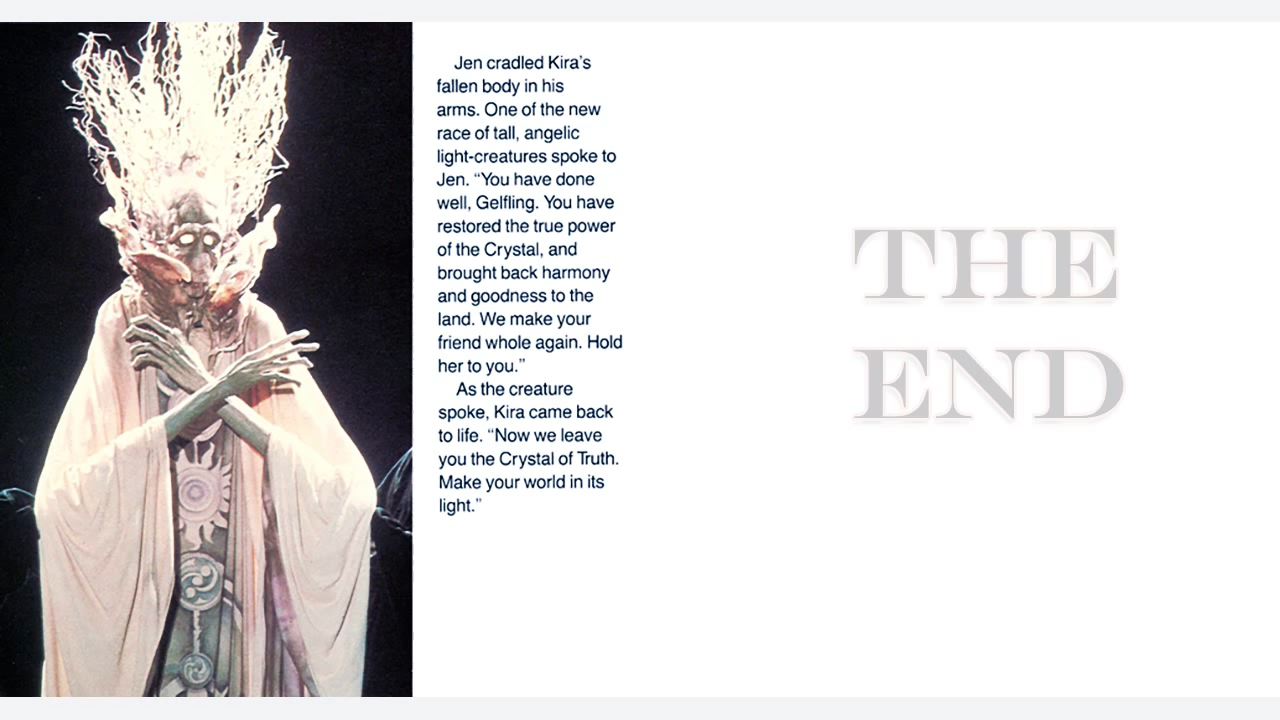 Jen cradled Kira’s
fallen body in his
arms. One of the new
race of tall, angelic
light-creatures spoke to
Jen. “You have done
well, Gelfling. You have
restored the true power
of the Crystal, and
brought back harmony
and goodness to the
land. We make your
friend whole again. Hold
her to you.”
As the creature
spoke, Kira came back
to life. “Now we leave
you the Crystal of Truth.
Make your world in its
light.”
THE
END